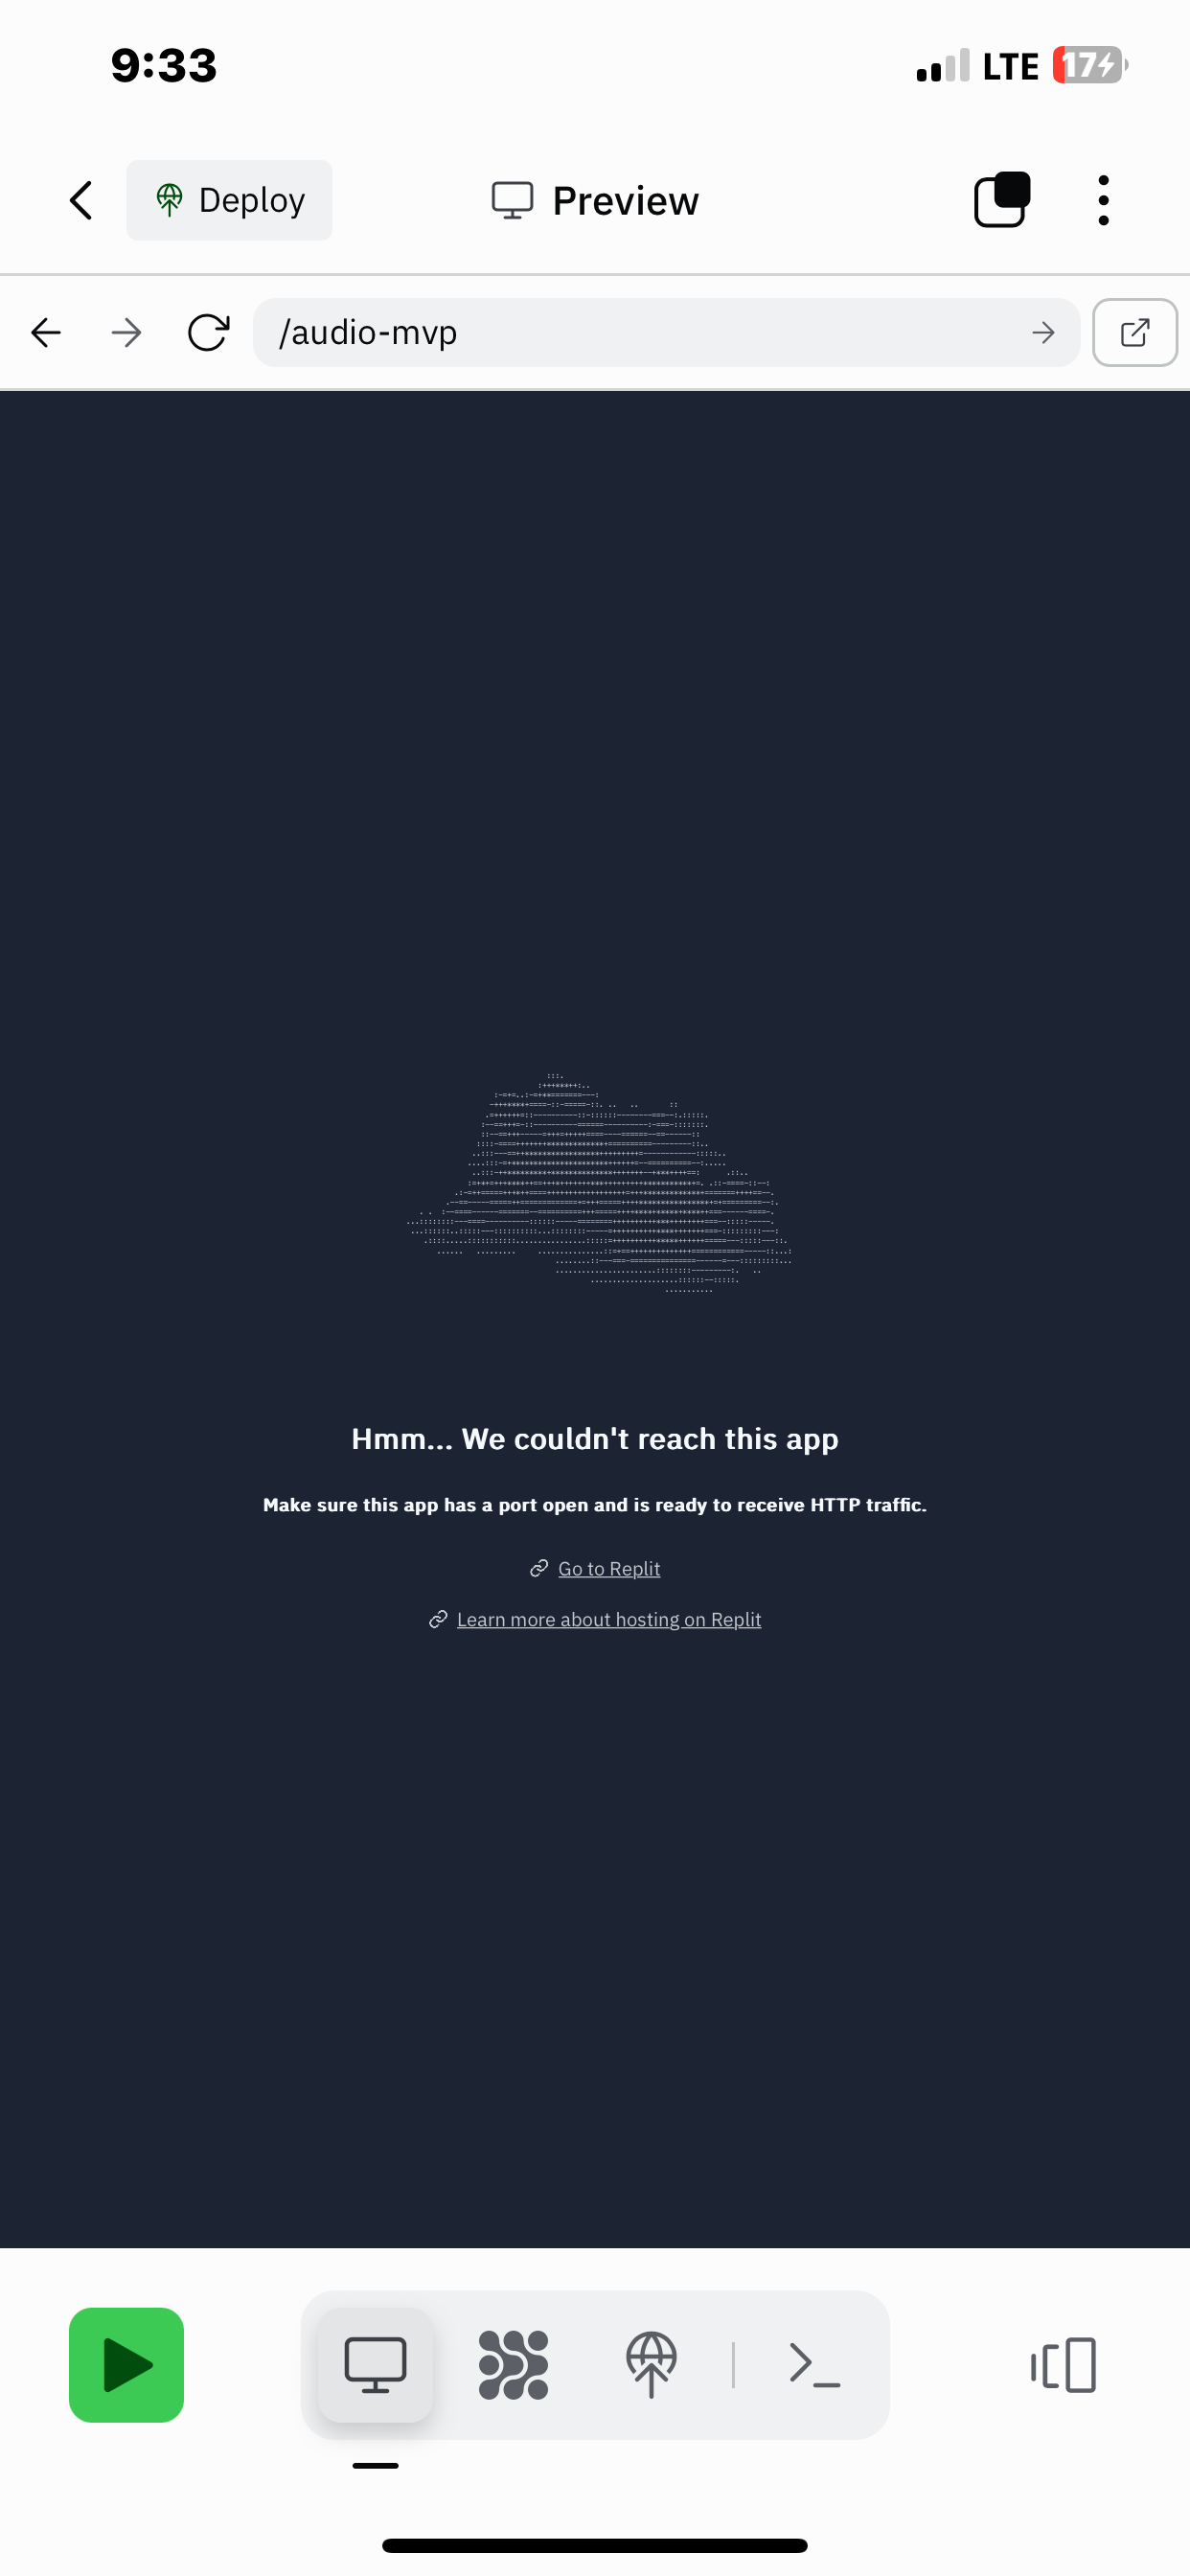 9:33
LTE
17
Deploy
Preview
/audio-mvp
Hmm... We couldn't reach this app
Make sure this app has a port open and is ready to receive HTTP traffic.
Go to Replit
Learn more about hosting on Replit